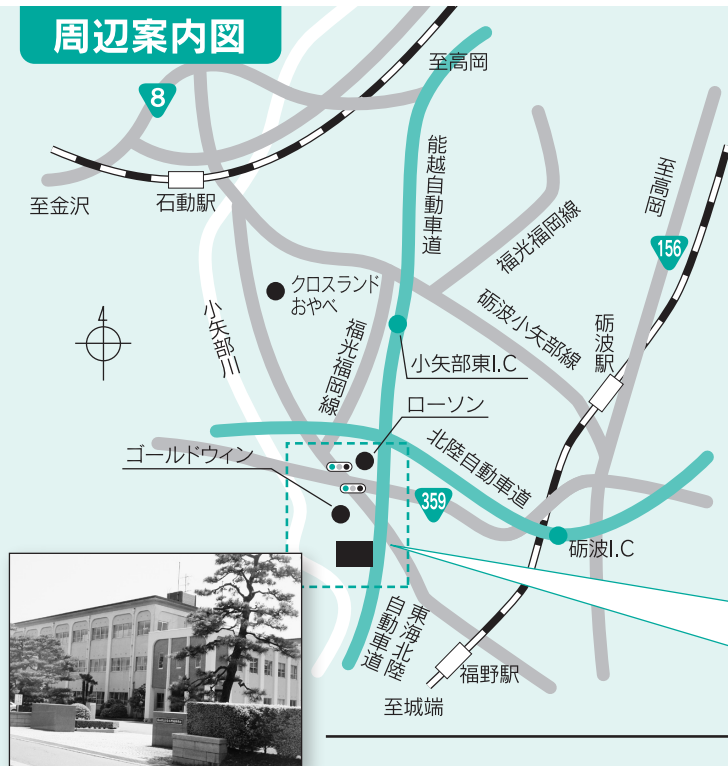 周辺案内図
至高岡
8
能越自動車道
至高岡
至金沢
石動駅
福光福岡線
156
クロスランド
おやべ
小矢部川
福光福岡線
砺波小矢部線
砺波駅
小矢部東I.C
ローソン
ゴールドウィン
北陸自動車道
359
砺波I.C
東海北陸
自動車道
福野駅
至城端